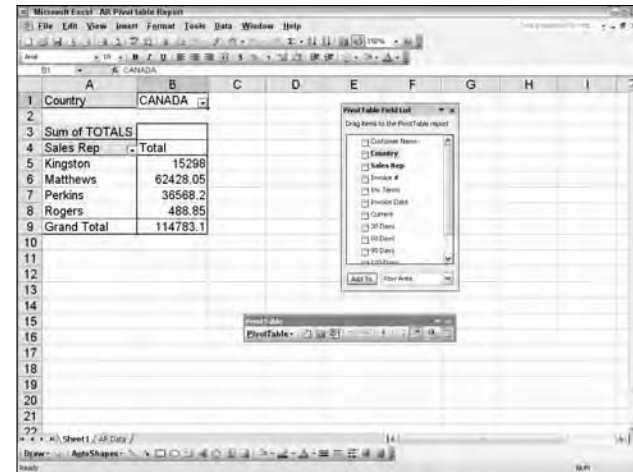 Microsoft Excel - AR Pivot table Report
File Edit View Insert Format Tools Data Window Help
B1 CANADA
A B C D E F G H I
1 Country CANADA
2
3 Sum of TOTALS
4 Sales Rep Total
5 Kingston 15298
6 Matthews 62428.05
7 Perkins 36568.2
8 Rogers 488.85
9 Grand Total 114783.1
10
11
12
13
14
15
16
17
18
19
20
21
22
PivotTable Field List
Drag items to the PivotTable report
Customer Name
Country
Sales Rep
Invoice #
Inv. Terms
Invoice Date
Current
30 Days
60 Days
90 Days
120 Days
Add To Row Area
PivotTable
PivotTable
Sheet1 / AR Data /
Draw AutoShapes
Ready NUM